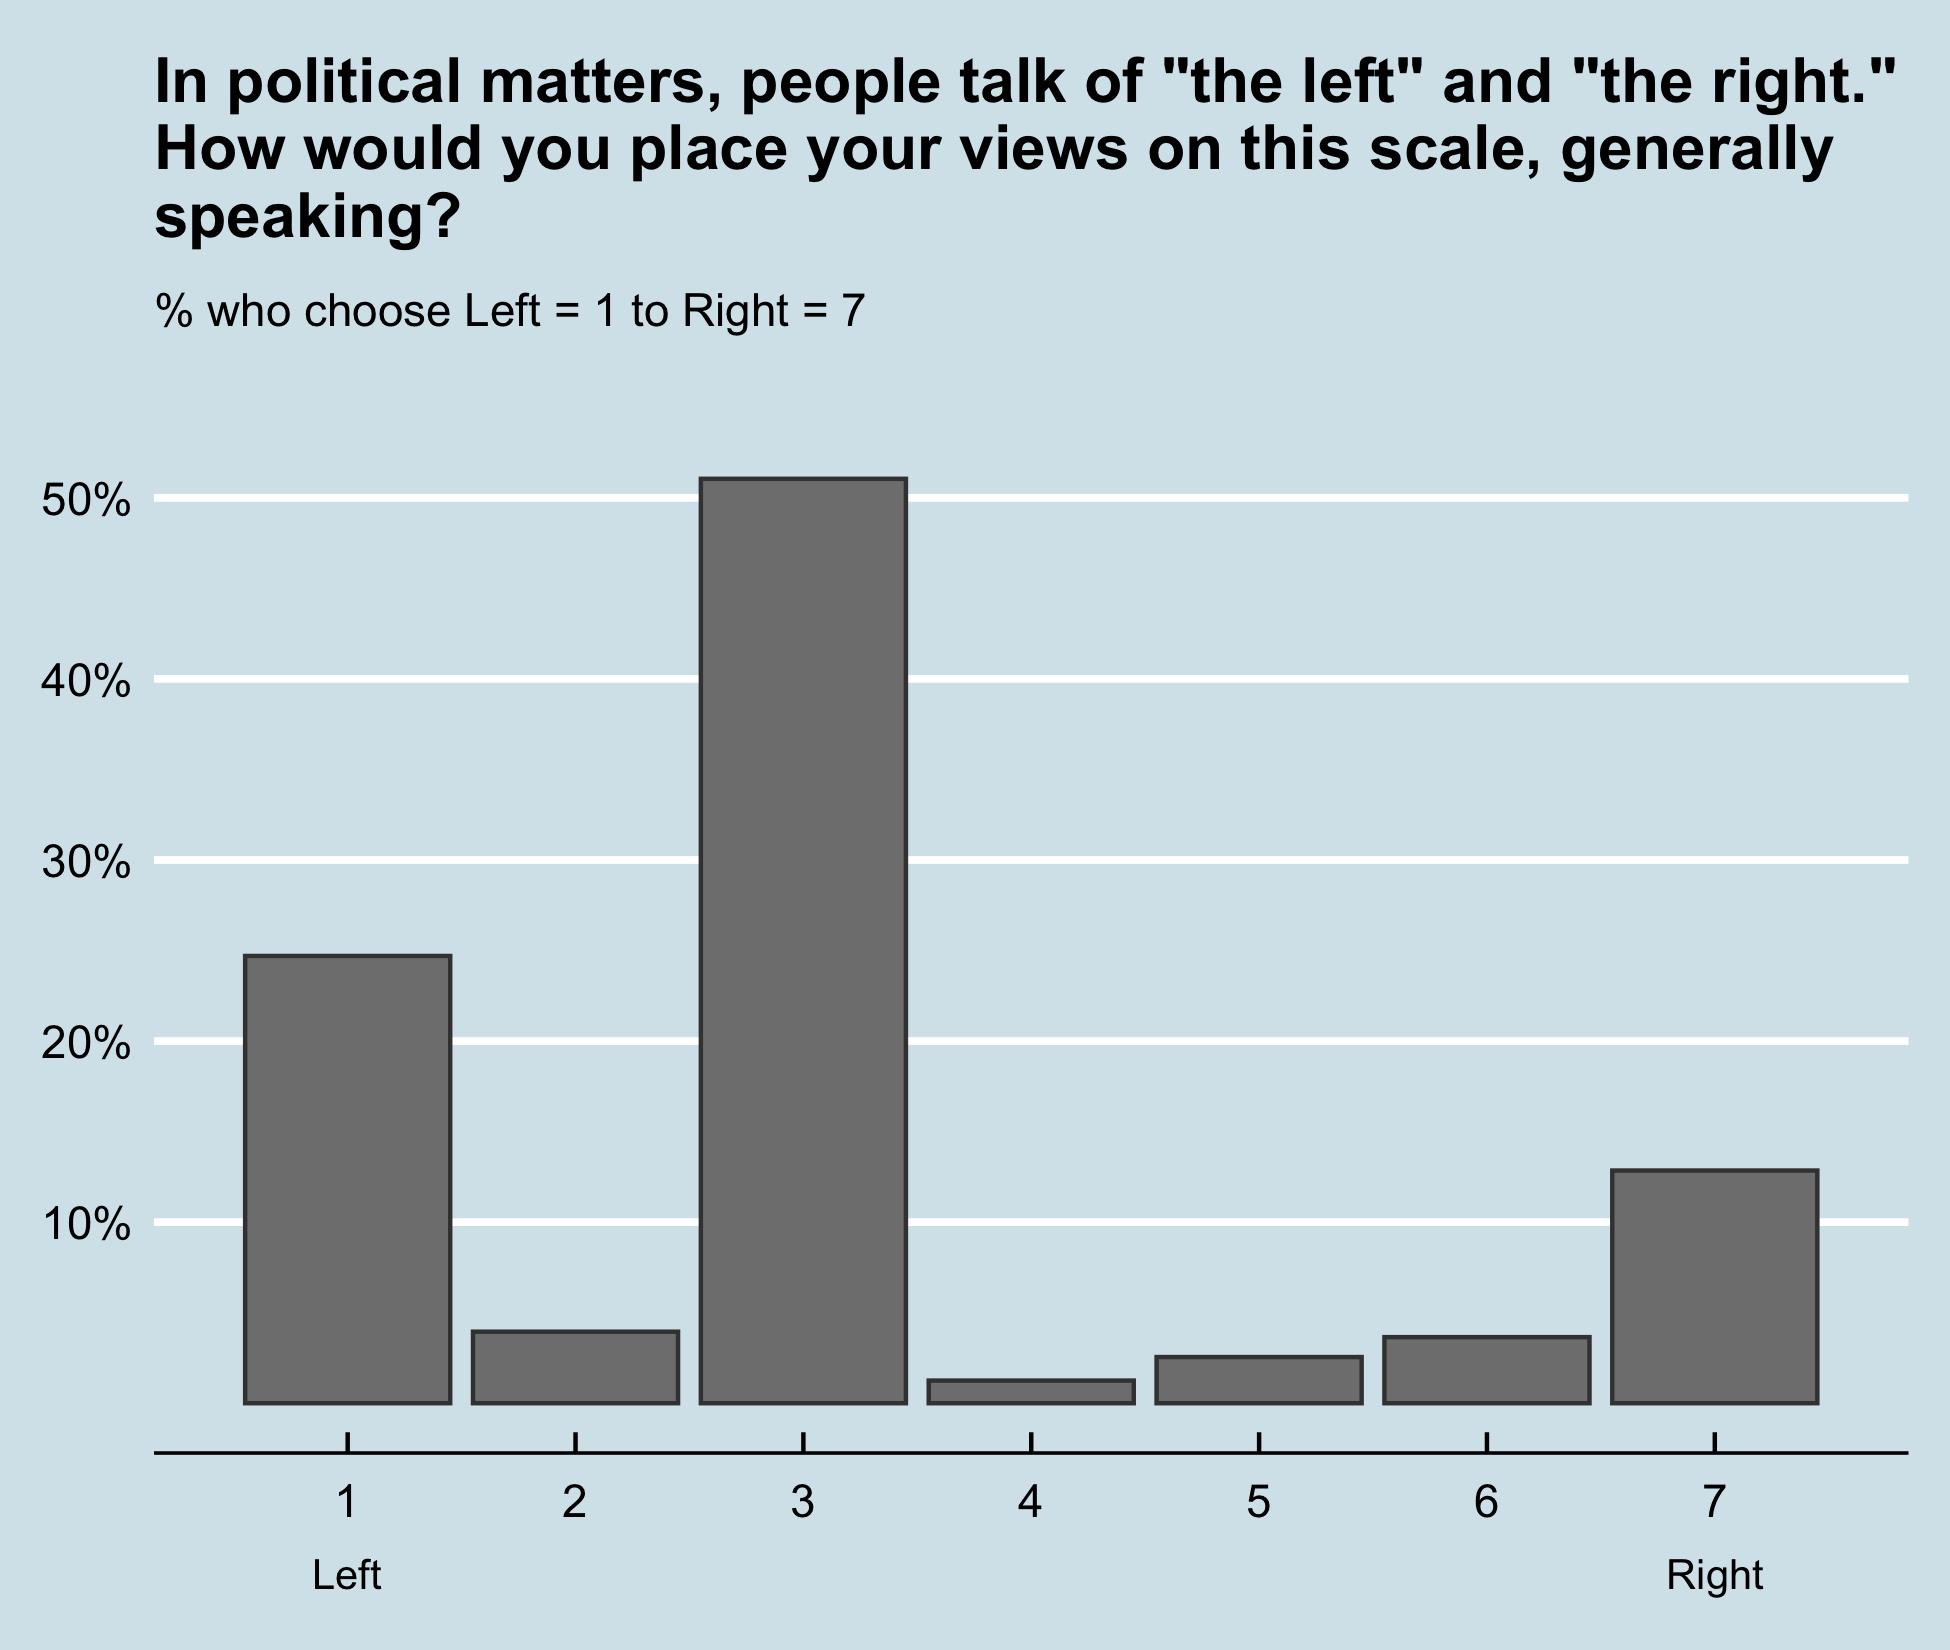 In political matters, people talk of "the left" and "the right."
How would you place your views on this scale, generally
speaking?
% who choose Left = 1 to Right = 7
50%
40%
30%
20%
10%
1 2 3 4 5 6 7
Left Right